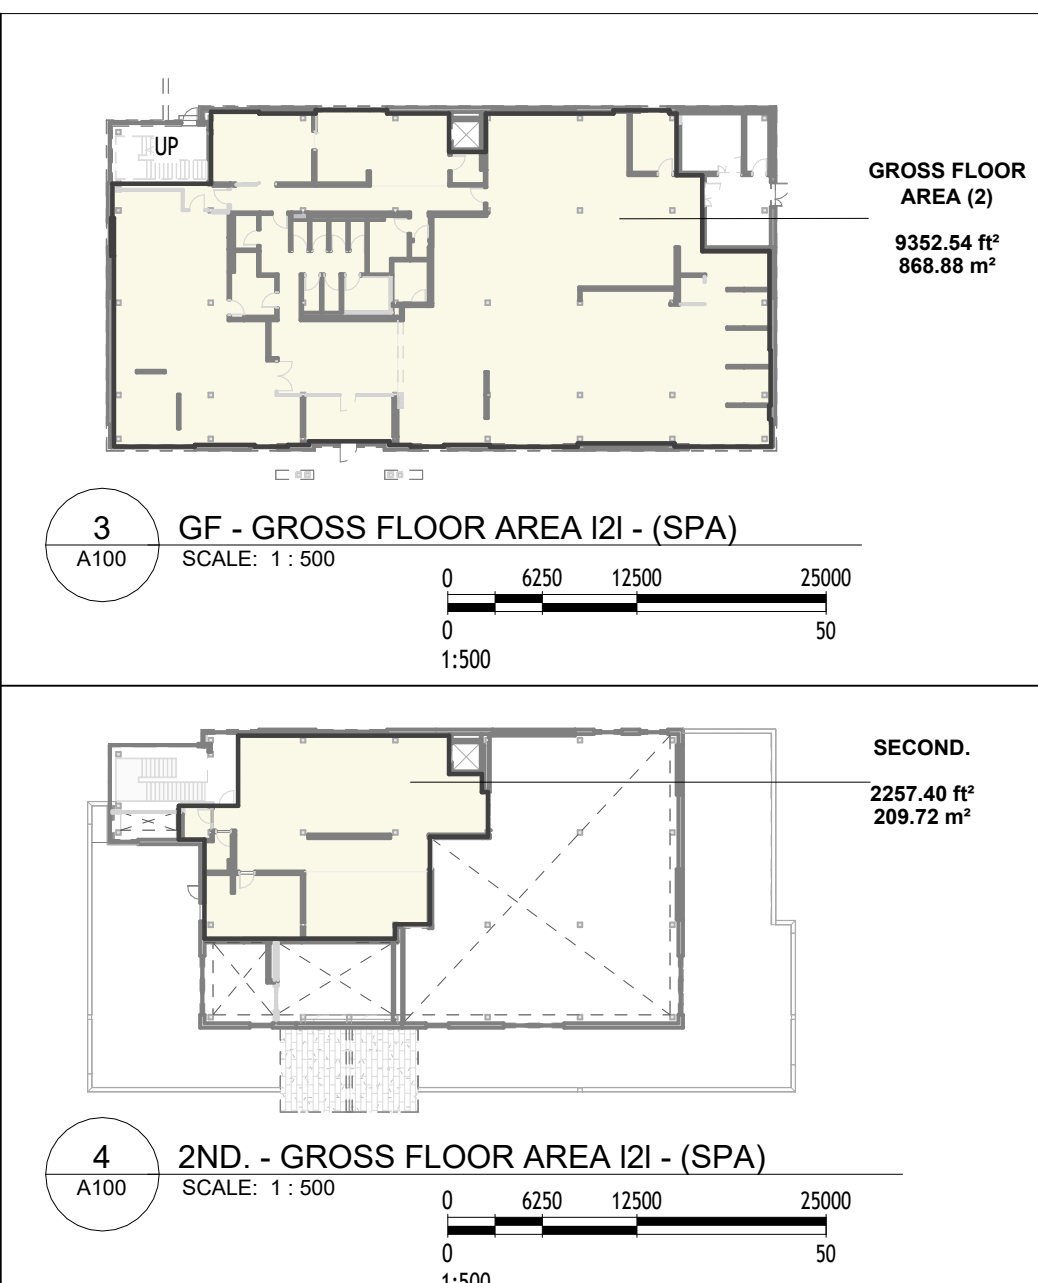 UP
GROSS FLOOR
AREA (2)
9352.54 ft²
868.88 m²
3
A100
GF - GROSS FLOOR AREA I2I - (SPA)
SCALE: 1 : 500
0 6250 12500 25000
0 50
1:500
SECOND.
2257.40 ft²
209.72 m²
4
A100
2ND. - GROSS FLOOR AREA I2I - (SPA)
SCALE: 1 : 500
0 6250 12500 25000
0 50
1:500